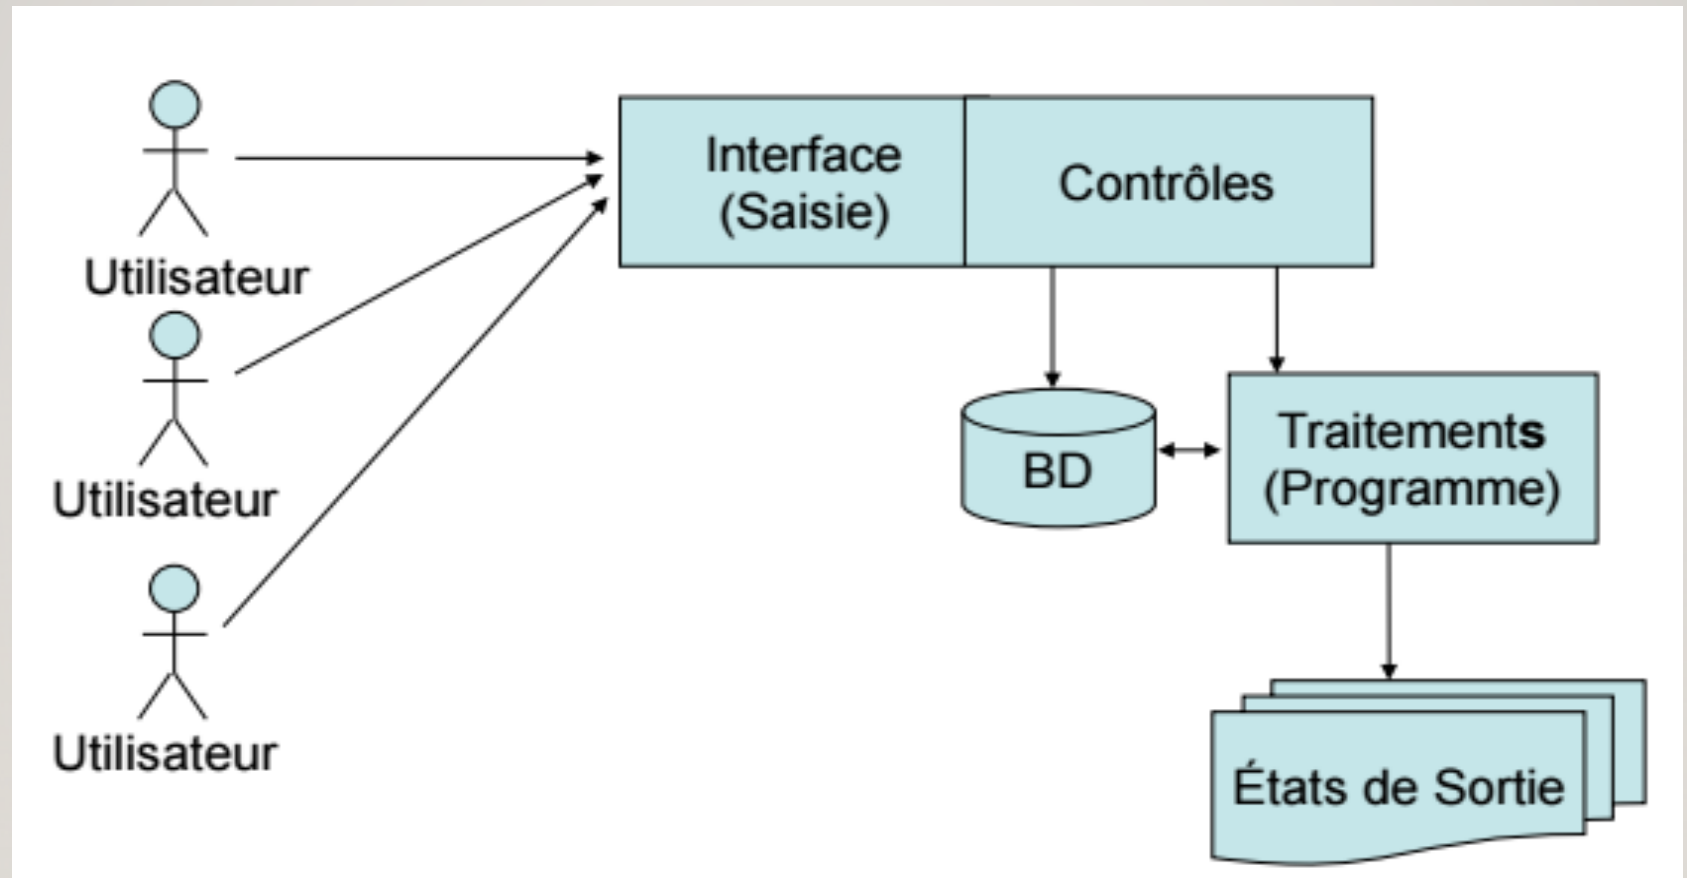 Utilisateur
Utilisateur
Utilisateur
Interface
(Saisie)
Contrôles
BD
Traitements
(Programme)
États de Sortie